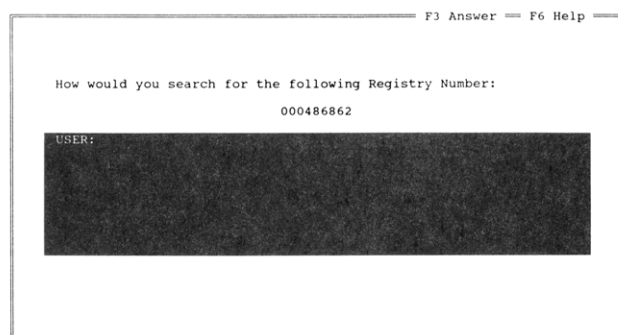 F3 Answer F6 Help
How would you search for the following Registry Number:
000486862
USER: